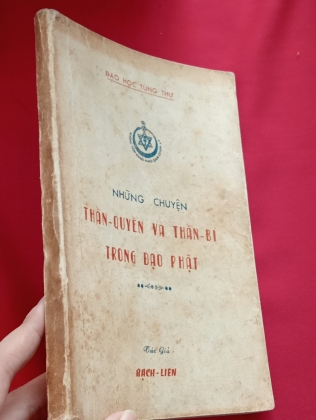 ĐẠO HỌC TÙNG THƯ
NHỮNG CHUYỆN
THẦN-QUYỀN VÀ THẦN-BÍ
TRONG ĐẠO PHẬT
Tác Giả :
BẠCH-LIÊN